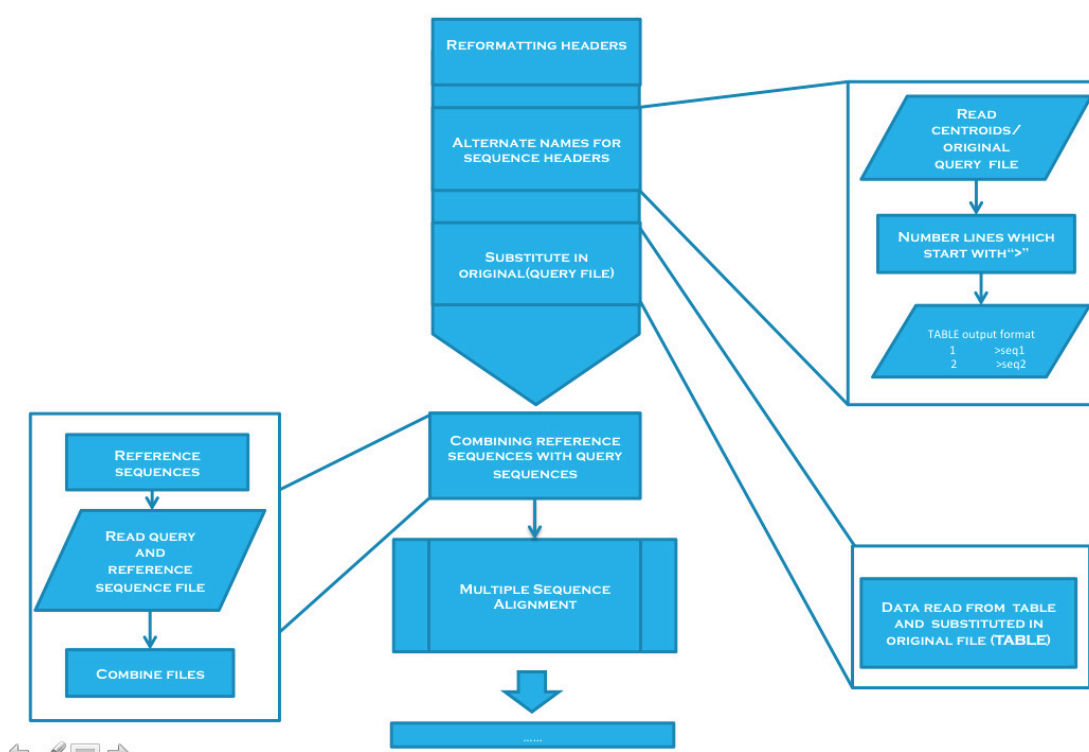 REFORMATTING HEADERS
ALTERNATE NAMES FOR
SEQUENCE HEADERS
SUBSTITUTE IN
ORIGINAL(QUERY FILE)
READ
CENTROIDS/
ORIGINAL
QUERY FILE
NUMBER LINES WHICH
START WITH“>”
TABLE output format
1 >seq1
2 >seq2
COMBINING REFERENCE
SEQUENCES WITH QUERY
SEQUENCES
REFERENCE
SEQUENCES
READ QUERY
AND
REFERENCE
SEQUENCE FILE
COMBINE FILES
MULTIPLE SEQUENCE
ALIGNMENT
DATA READ FROM TABLE
AND SUBSTITUTED IN
ORIGINAL FILE (TABLE)
......